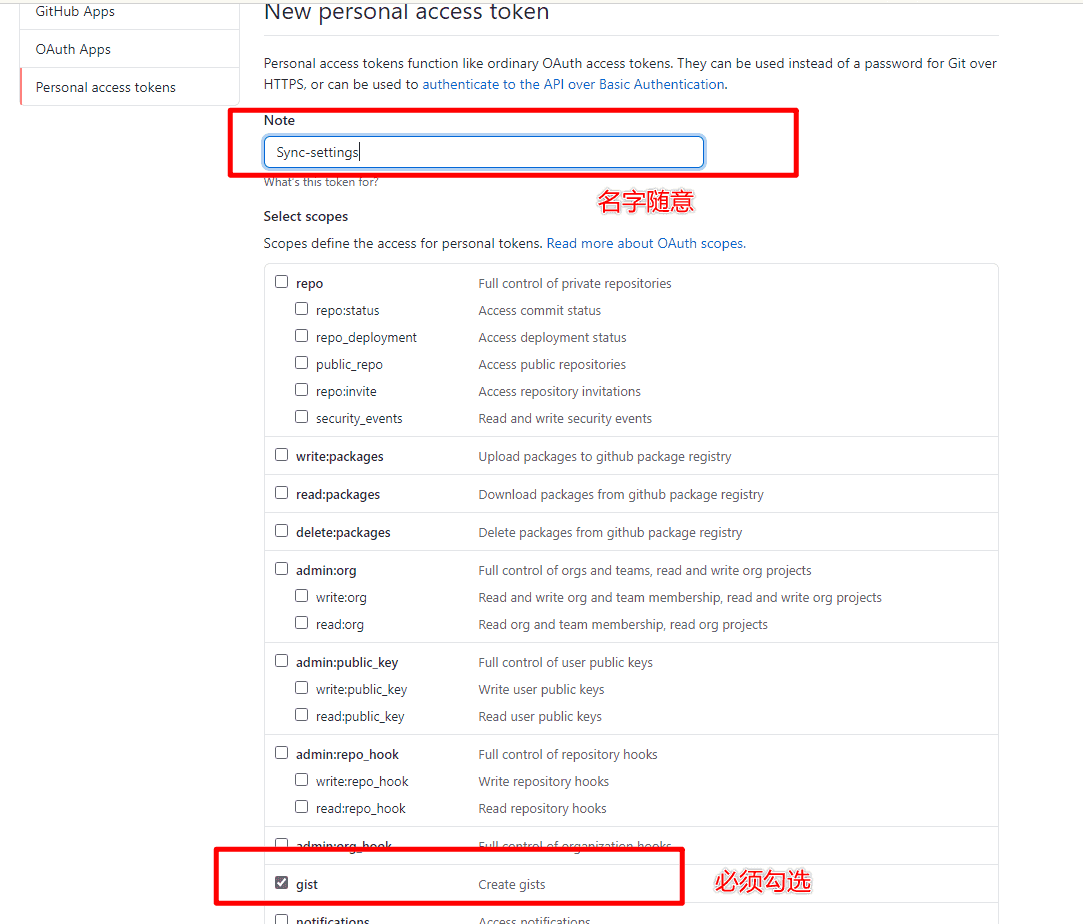 GitHub Apps
OAuth Apps
Personal access tokens
New personal access token
Personal access tokens function like ordinary OAuth access tokens. They can be used instead of a password for Git over
HTTPS, or can be used to authenticate to the API over Basic Authentication.
Note
Sync-settings
What's this token for?
名字随意
Select scopes
Scopes define the access for personal tokens. Read more about OAuth scopes.
repo Full control of private repositories
repo:status Access commit status
repo_deployment Access deployment status
public_repo Access public repositories
repo:invite Access repository invitations
security_events Read and write security events
write:packages Upload packages to github package registry
read:packages Download packages from github package registry
delete:packages Delete packages from github package registry
admin:org Full control of orgs and teams, read and write org projects
write:org Read and write org and team membership, read and write org projects
read:org Read org and team membership, read org projects
admin:public_key Full control of user public keys
write:public_key Write user public keys
read:public_key Read user public keys
admin:repo_hook Full control of repository hooks
write:repo_hook Write repository hooks
read:repo_hook Read repository hooks
admin:org_hook Full control of organization hooks
gist Create gists
必须勾选
notifications Access notifications